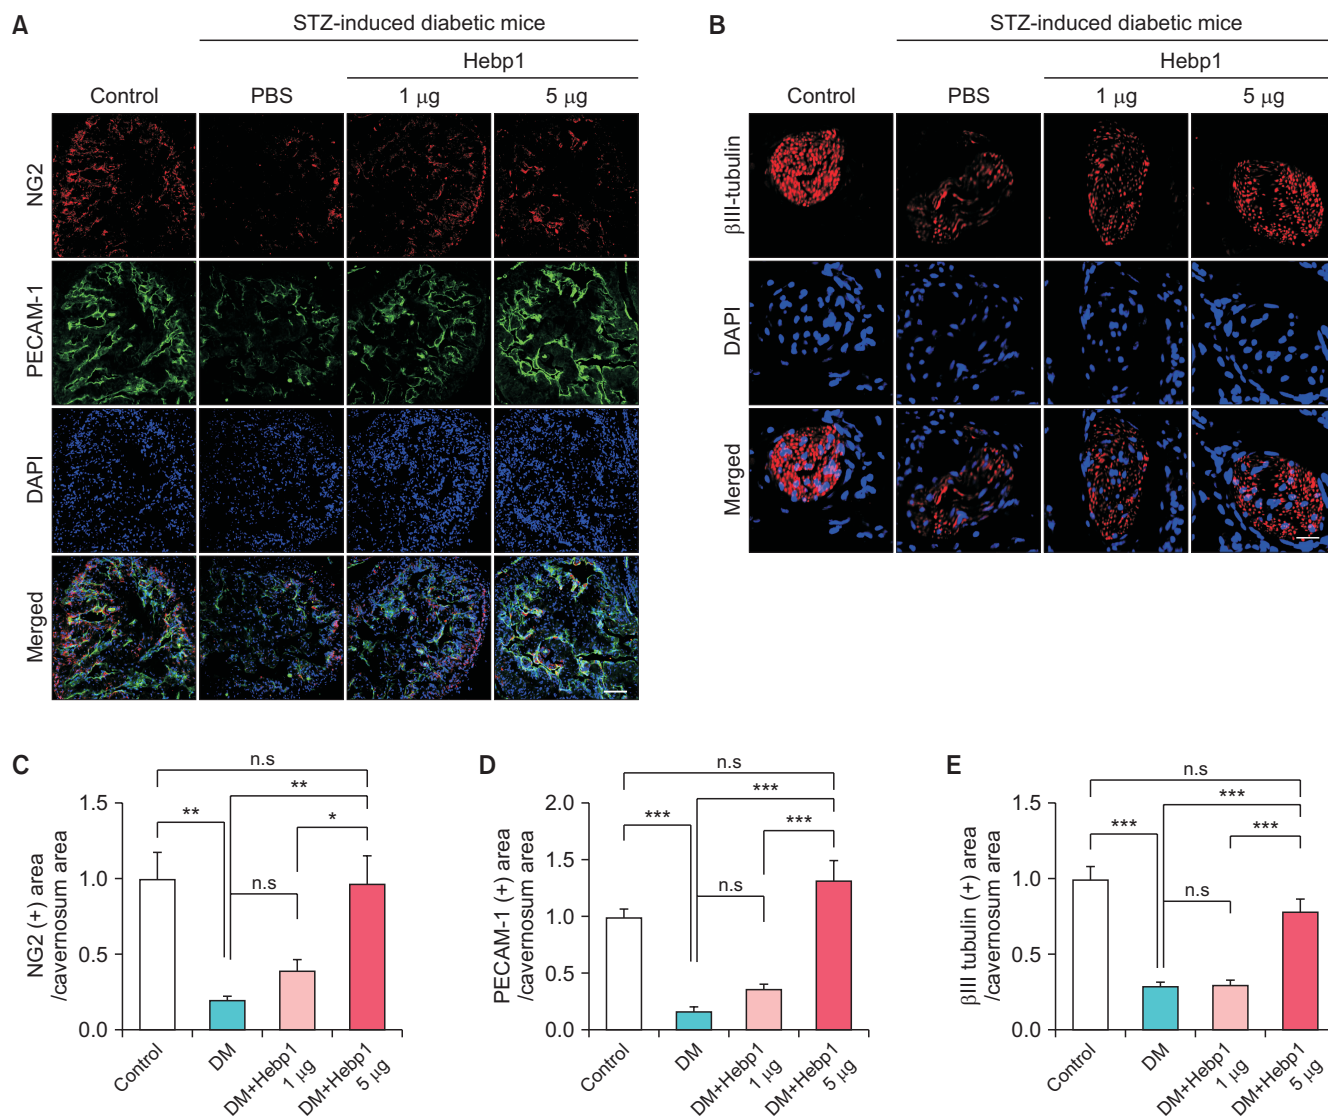 A
STZ-induced diabetic mice
Hebp1
Control
PBS
1 μg
5 μg
NG2
PECAM-1
DAPI
Merged
B
STZ-induced diabetic mice
Hebp1
Control
PBS
1 μg
5 μg
βIII-tubulin
DAPI
Merged
C
n.s
**
**
*
n.s
NG2 (+) area
/cavernosum area
1.5
1.0
0.5
0.0
Control
DM
DM+Hebp1
1 μg
DM+Hebp1
5 μg
D
n.s
***
***
***
n.s
PECAM-1 (+) area
/cavernosum area
2.0
1.5
1.0
0.5
0.0
Control
DM
DM+Hebp1
1 μg
DM+Hebp1
5 μg
E
n.s
***
***
***
n.s
βIII tubulin (+) area
/cavernosum area
1.5
1.0
0.5
0.0
Control
DM
DM+Hebp1
1 μg
DM+Hebp1
5 μg